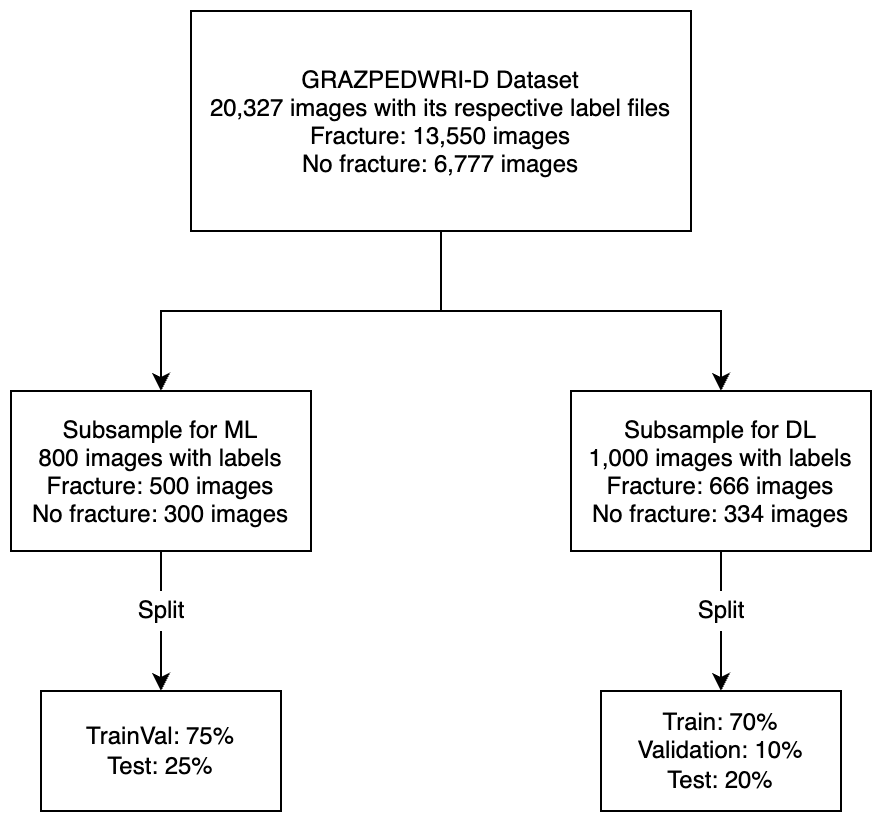 GRAZPEDWRI-D Dataset
20,327 images with its respective label files
Fracture: 13,550 images
No fracture: 6,777 images
Subsample for ML
800 images with labels
Fracture: 500 images
No fracture: 300 images
Subsample for DL
1,000 images with labels
Fracture: 666 images
No fracture: 334 images
Split
Split
TrainVal: 75%
Test: 25%
Train: 70%
Validation: 10%
Test: 20%